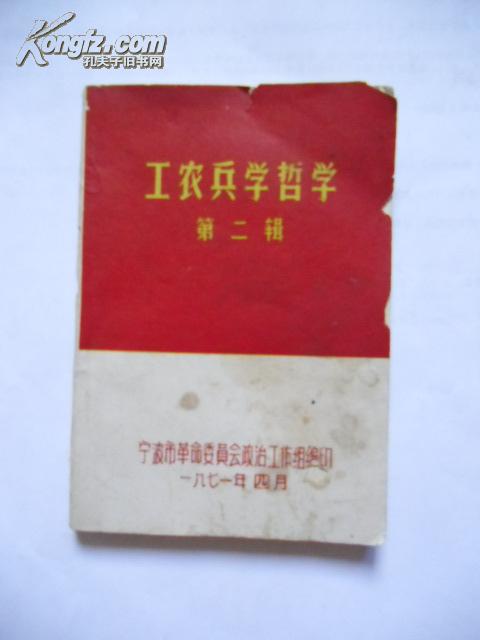 Kongfz.com
孔夫子旧书网
工农兵学哲学
第二辑
宁波市革命委員会政治工作组编印
一九七一年四月